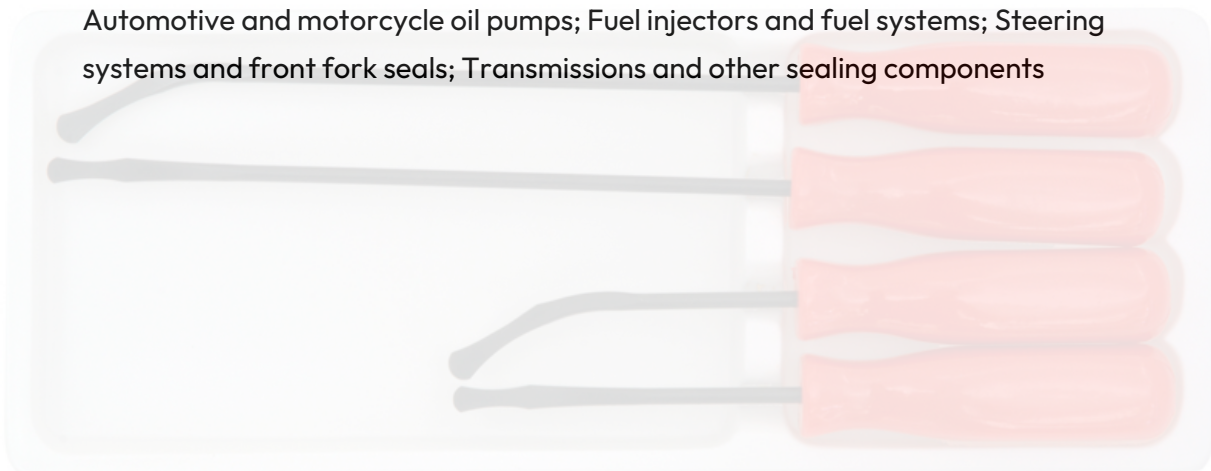 Automotive and motorcycle oil pumps; Fuel injectors and fuel systems; Steering
systems and front fork seals; Transmissions and other sealing components